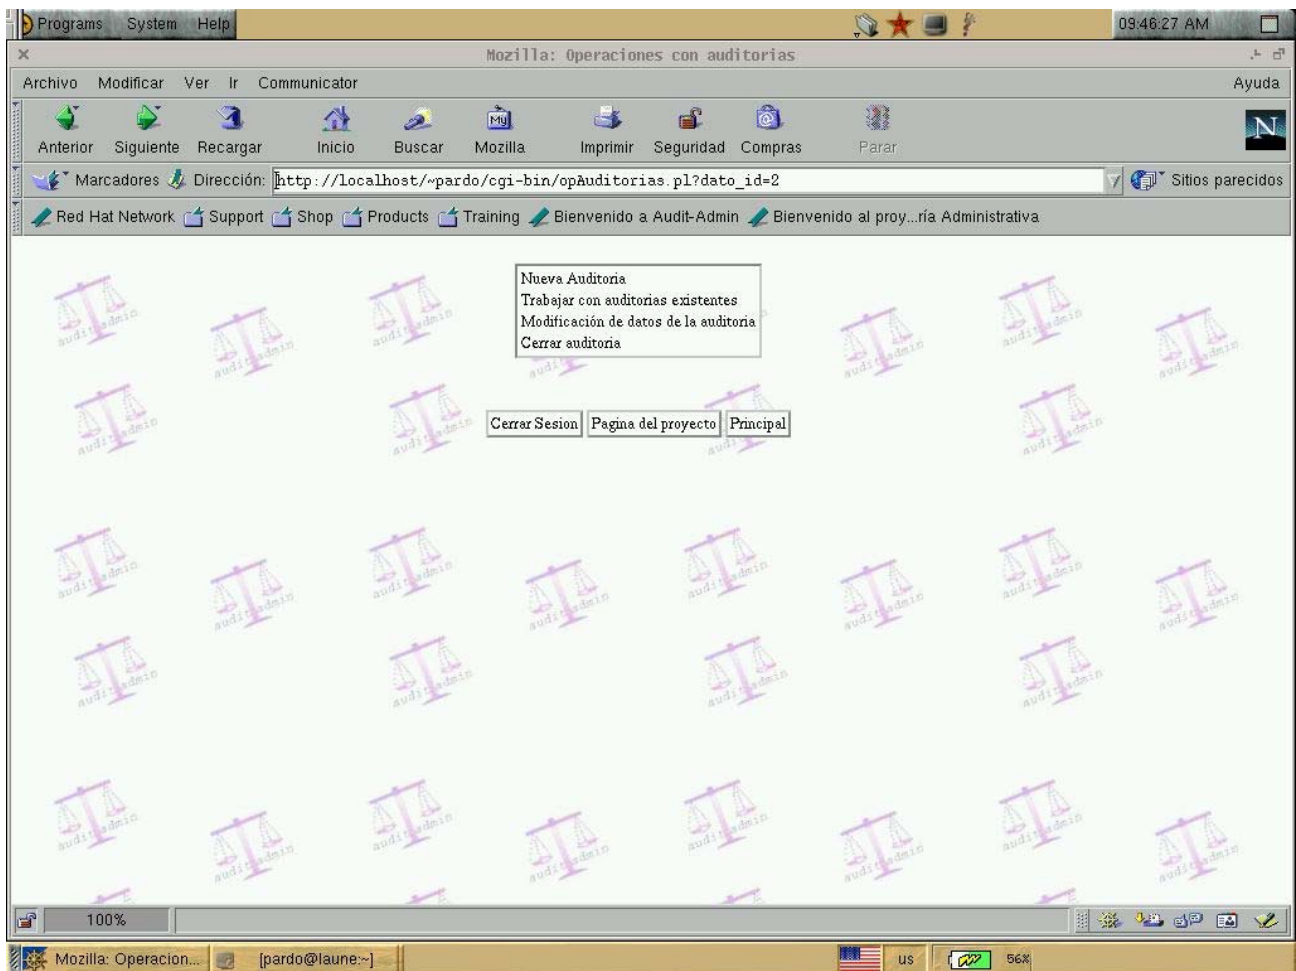 Programs System Help 09:46:27 AM
Mozilla: Operaciones con auditorias
Archivo Modificar Ver Ir Communicator Ayuda
Anterior Siguiente Recargar Inicio Buscar Mozilla Imprimir Seguridad Compras Parar
My
N
Marcadores Dirección: http://localhost/~pardo/cgi-bin/opAuditorias.pl?dato_id=2 Sitios parecidos
Red Hat Network Support Shop Products Training Bienvenido a Audit-Admin Bienvenido al proy...ría Administrativa
Nueva Auditoria
Trabajar con auditorias existentes
Modificación de datos de la auditoria
Cerrar auditoria
Cerrar Sesion Pagina del proyecto Principal
audit admin
100%
Mozilla: Operacion... [pardo@laune:~] us 56%